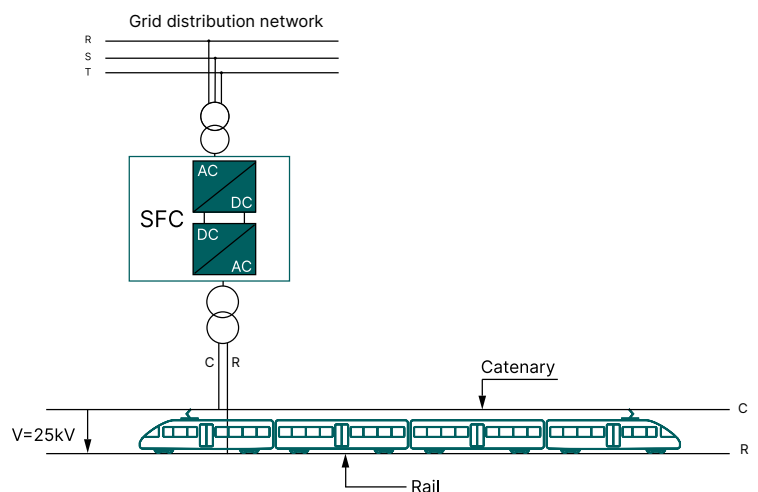 Grid distribution network
R
S
T
AC
DC
SFC
DC
AC
C R
Catenary
C
V=25kV
R
Rail